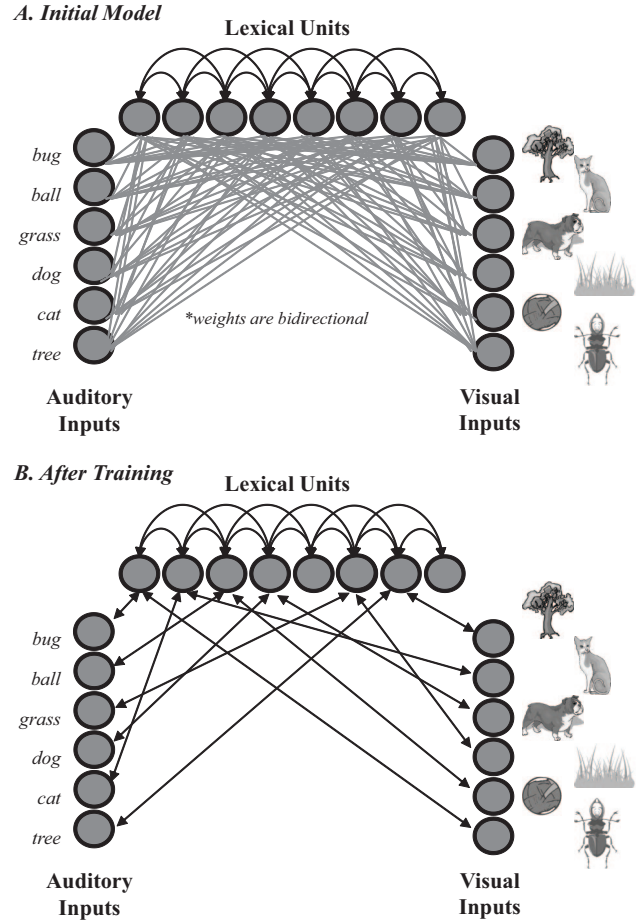 A. Initial Model
Lexical Units
bug
ball
grass
dog
cat
tree
*weights are bidirectional
Auditory
Inputs
Visual
Inputs
B. After Training
Lexical Units
bug
ball
grass
dog
cat
tree
Auditory
Inputs
Visual
Inputs